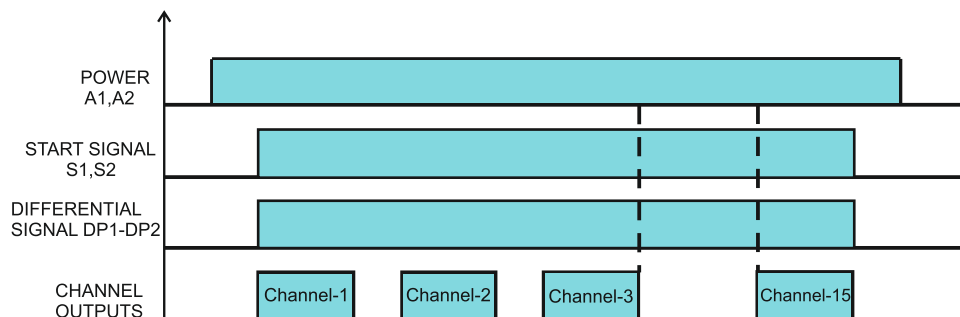 POWER
A1,A2
START SIGNAL
S1,S2
DIFFERENTIAL
SIGNAL DP1-DP2
CHANNEL
OUTPUTS
Channel-1
Channel-2
Channel-3
Channel-15